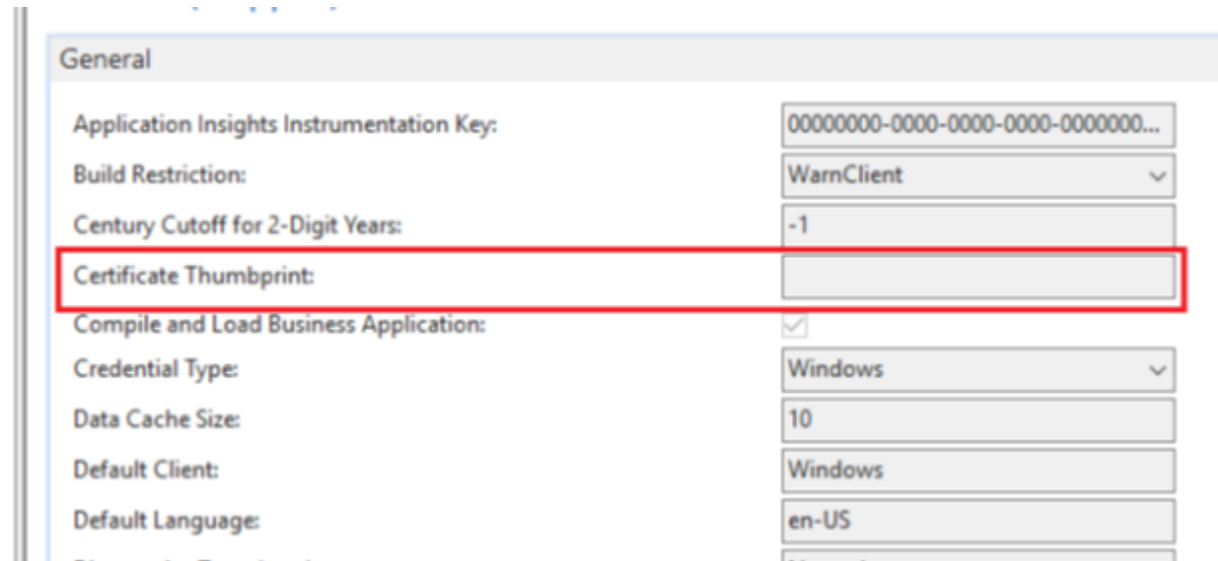 General
Application Insights Instrumentation Key: 00000000-0000-0000-0000-0000000...
Build Restriction: WarnClient
Century Cutoff for 2-Digit Years: -1
Certificate Thumbprint:
Compile and Load Business Application:
Credential Type: Windows
Data Cache Size: 10
Default Client: Windows
Default Language: en-US